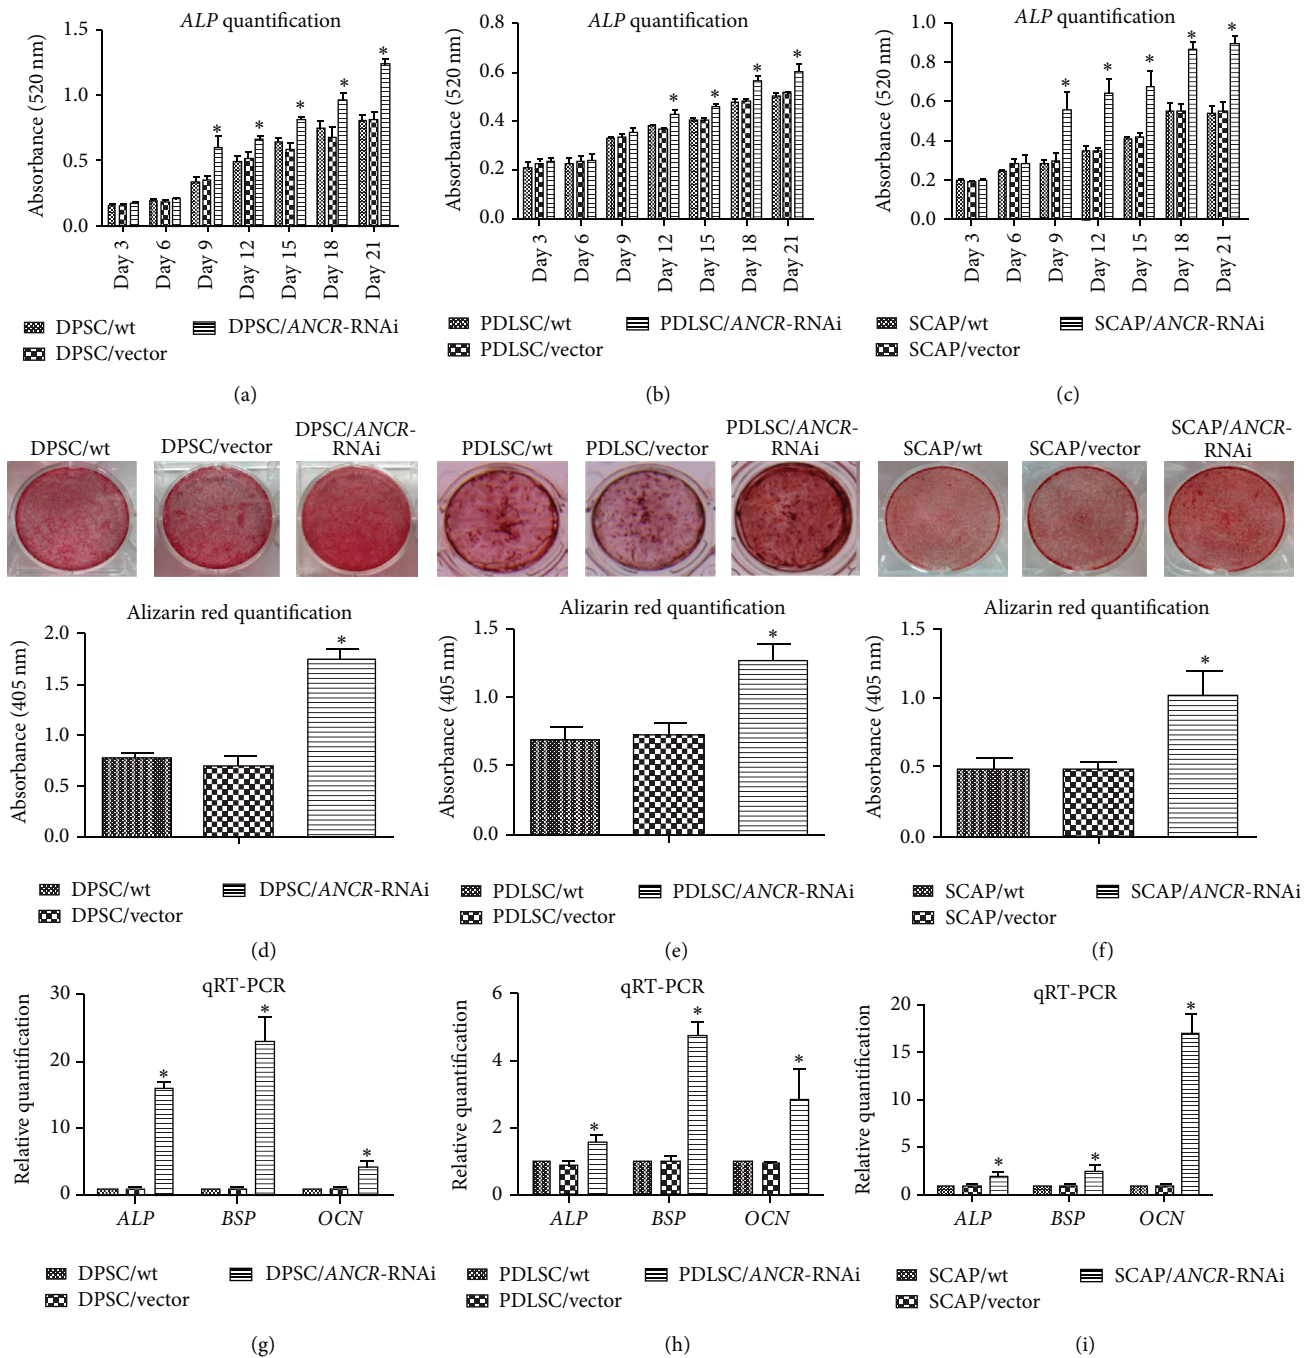 ALP quantification
Absorbance (520 nm)
1.5
1.0
0.5
0.0
Day 3
Day 6
Day 9
Day 12
Day 15
Day 18
Day 21
* * * * *
DPSC/wt
DPSC/ANCR-RNAi
DPSC/vector
(a)
ALP quantification
Absorbance (520 nm)
0.8
0.6
0.4
0.2
0.0
Day 3
Day 6
Day 9
Day 12
Day 15
Day 18
Day 21
* * * *
PDLSC/wt
PDLSC/ANCR-RNAi
PDLSC/vector
(b)
ALP quantification
Absorbance (520 nm)
1.0
0.8
0.6
0.4
0.2
0.0
Day 3
Day 6
Day 9
Day 12
Day 15
Day 18
Day 21
* * * * *
SCAP/wt
SCAP/ANCR-RNAi
SCAP/vector
(c)
DPSC/wt
DPSC/vector
DPSC/ANCR-
RNAi
Alizarin red quantification
Absorbance (405 nm)
2.0
1.5
1.0
0.5
0.0
*
DPSC/wt
DPSC/ANCR-RNAi
DPSC/vector
(d)
PDLSC/wt
PDLSC/vector
PDLSC/ANCR-
RNAi
Alizarin red quantification
Absorbance (405 nm)
1.5
1.0
0.5
0.0
*
PDLSC/wt
PDLSC/ANCR-RNAi
PDLSC/vector
(e)
SCAP/wt
SCAP/vector
SCAP/ANCR-
RNAi
Alizarin red quantification
Absorbance (405 nm)
1.5
1.0
0.5
0.0
*
SCAP/wt
SCAP/ANCR-RNAi
SCAP/vector
(f)
qRT-PCR
Relative quantification
30
20
10
0
* * *
ALP
BSP
OCN
DPSC/wt
DPSC/ANCR-RNAi
DPSC/vector
(g)
qRT-PCR
Relative quantification
6
4
2
0
* * *
ALP
BSP
OCN
PDLSC/wt
PDLSC/ANCR-RNAi
PDLSC/vector
(h)
qRT-PCR
Relative quantification
20
15
10
5
0
* * *
ALP
BSP
OCN
SCAP/wt
SCAP/ANCR-RNAi
SCAP/vector
(i)